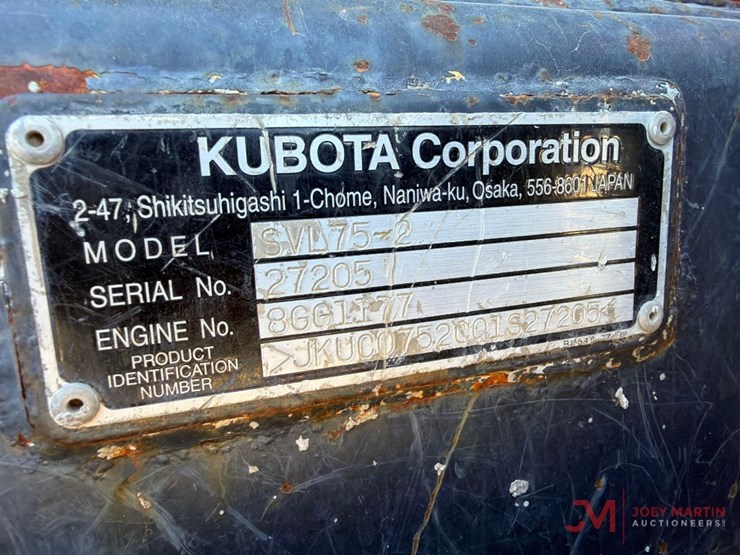 KUBOTA Corporation
2-47, Shikitsuhigashi 1-Chome, Naniwa-ku, Osaka, 556-8601 JAPAN
MODEL SVL75-2
SERIAL No. 27205
ENGINE No. 8GG1177
PRODUCT IDENTIFICATION NUMBER >JKUC0752C01S27205<
JM JOEY MARTIN
AUCTIONEERS!